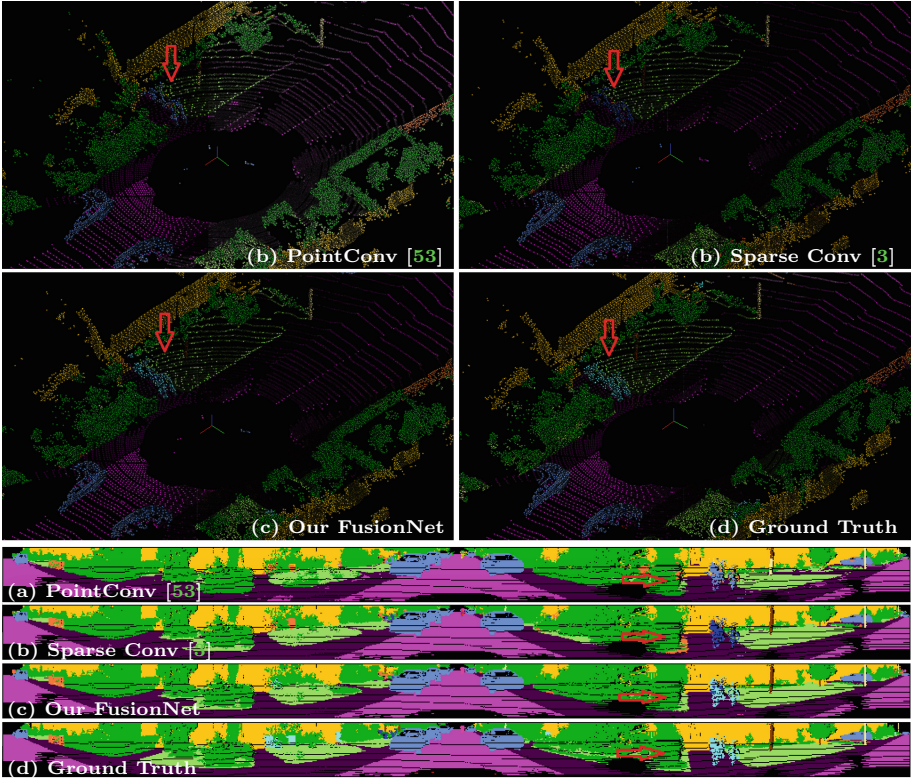 (b) PointConv [53]
(b) Sparse Conv [3]
(c) Our FusionNet
(d) Ground Truth
(a) PointConv [53]
(b) Sparse Conv [3]
(c) Our FusionNet
(d) Ground Truth